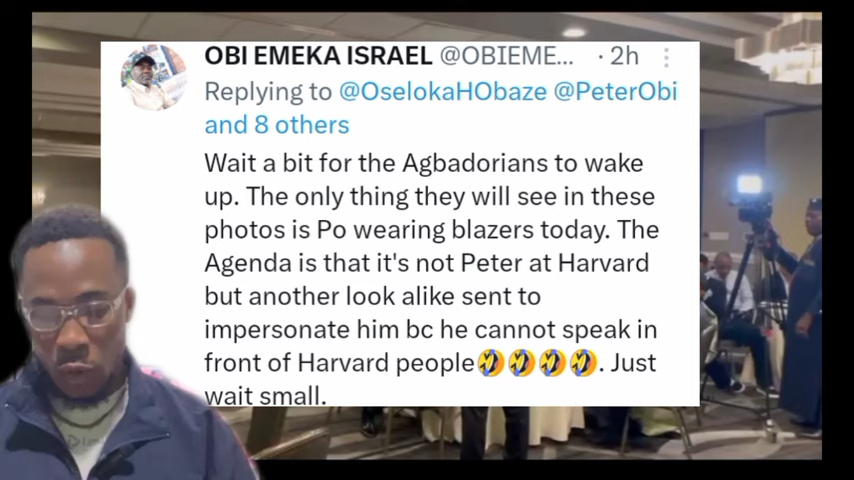 OBI EMEKA ISRAEL @OBIEME... · 2h
Replying to @OselokaHObaze @PeterObi
and 8 others
Wait a bit for the Agbadorians to wake
up. The only thing they will see in these
photos is Po wearing blazers today. The
Agenda is that it's not Peter at Harvard
but another look alike sent to
impersonate him bc he cannot speak in
front of Harvard people🤣🤣🤣🤣. Just
wait small.